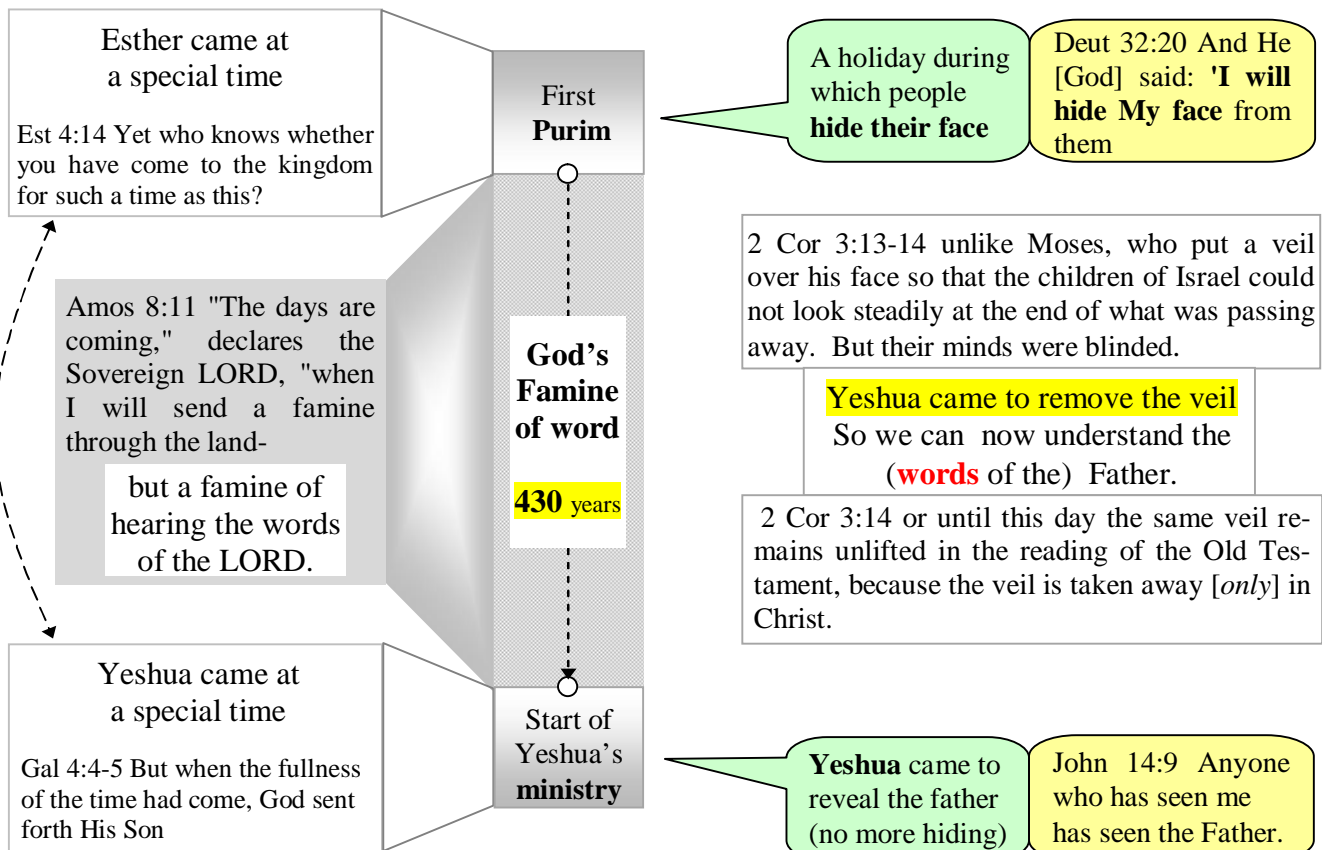 Esther came at
a special time
Est 4:14 Yet who knows whether
you have come to the kingdom
for such a time as this?
First
Purim
A holiday during
which people
hide their face
Deut 32:20 And He
[God] said: 'I will
hide My face from
them
Amos 8:11 "The days are
coming," declares the
Sovereign LORD, "when
I will send a famine
through the land-
but a famine of
hearing the words
of the LORD.
God's
Famine
of word
430 years
2 Cor 3:13-14 unlike Moses, who put a veil
over his face so that the children of Israel could
not look steadily at the end of what was passing
away. But their minds were blinded.
Yeshua came to remove the veil
So we can now understand the
(words of the) Father.
2 Cor 3:14 or until this day the same veil re-
mains unlifted in the reading of the Old Tes-
tament, because the veil is taken away [only] in
Christ.
Yeshua came at
a special time
Gal 4:4-5 But when the fullness
of the time had come, God sent
forth His Son
Start of
Yeshua's
ministry
Yeshua came to
reveal the father
(no more hiding)
John 14:9 Anyone
who has seen me
has seen the Father.